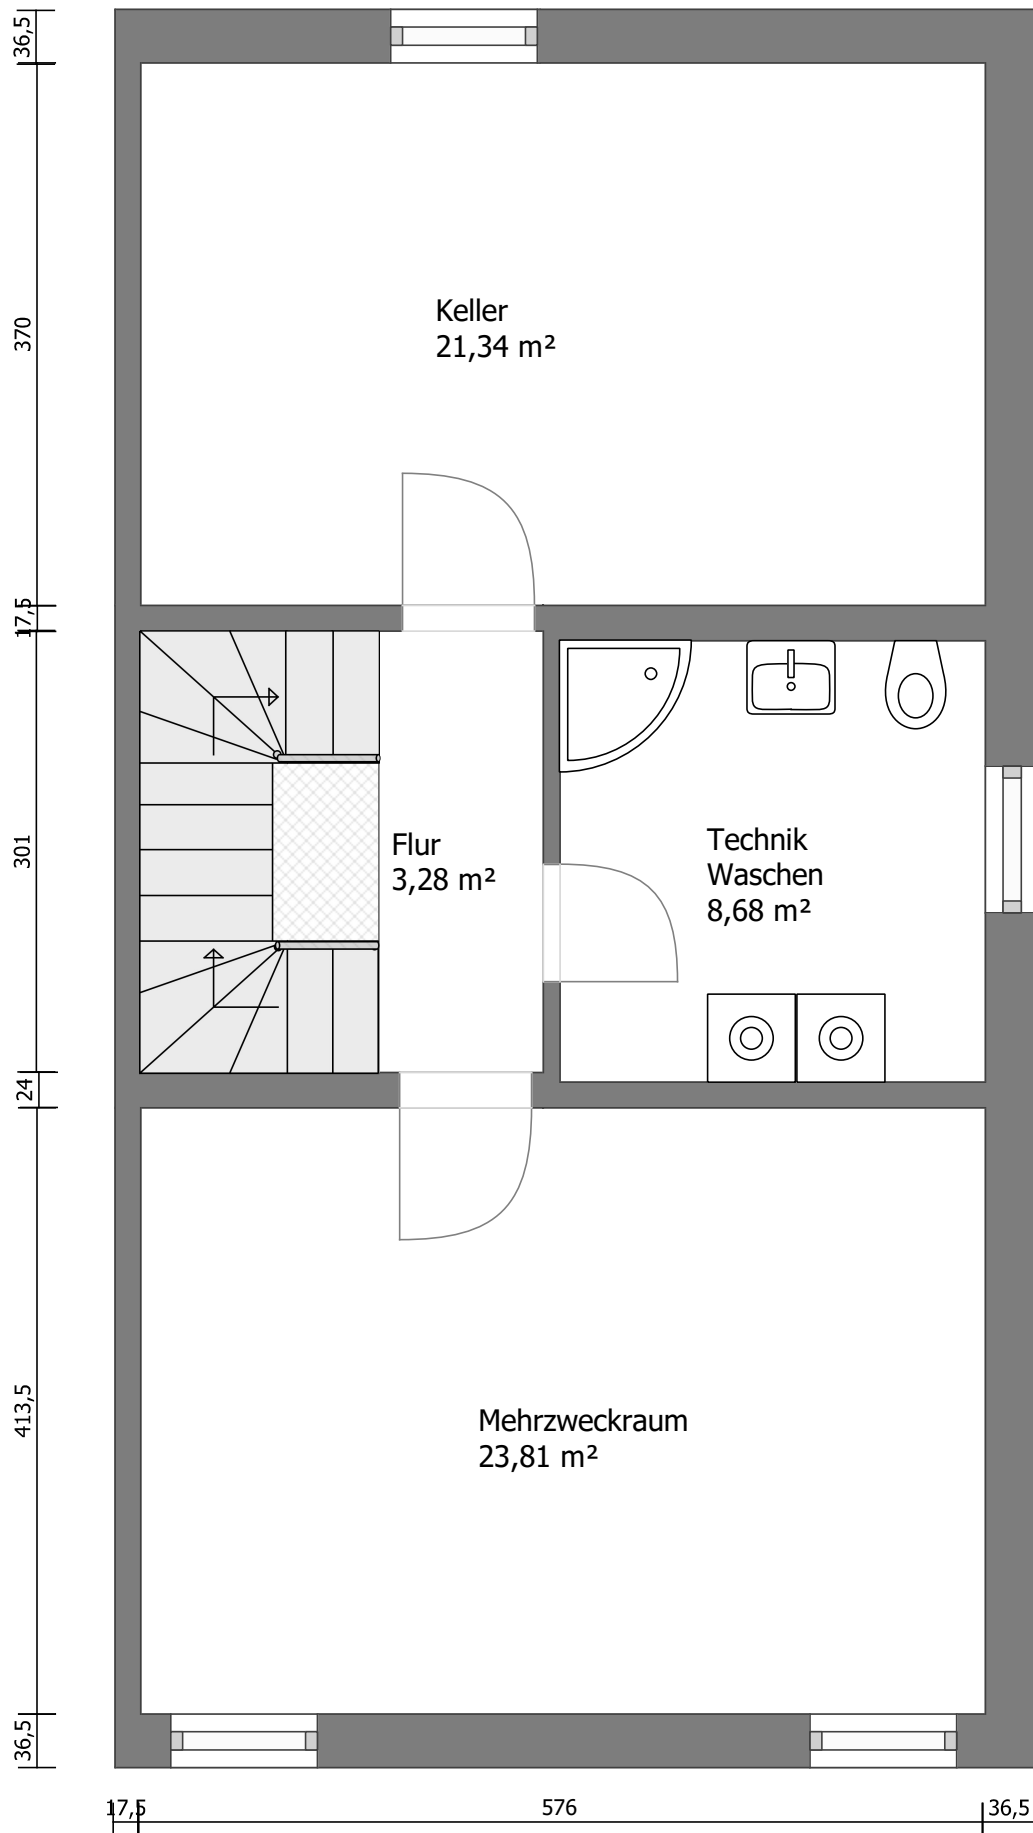 36,5
370
Keller
21,34 m²
17,5
301
Flur
3,28 m²
Technik
Waschen
8,68 m²
24
413,5
Mehrzweckraum
23,81 m²
36,5
17,5
576
36,5